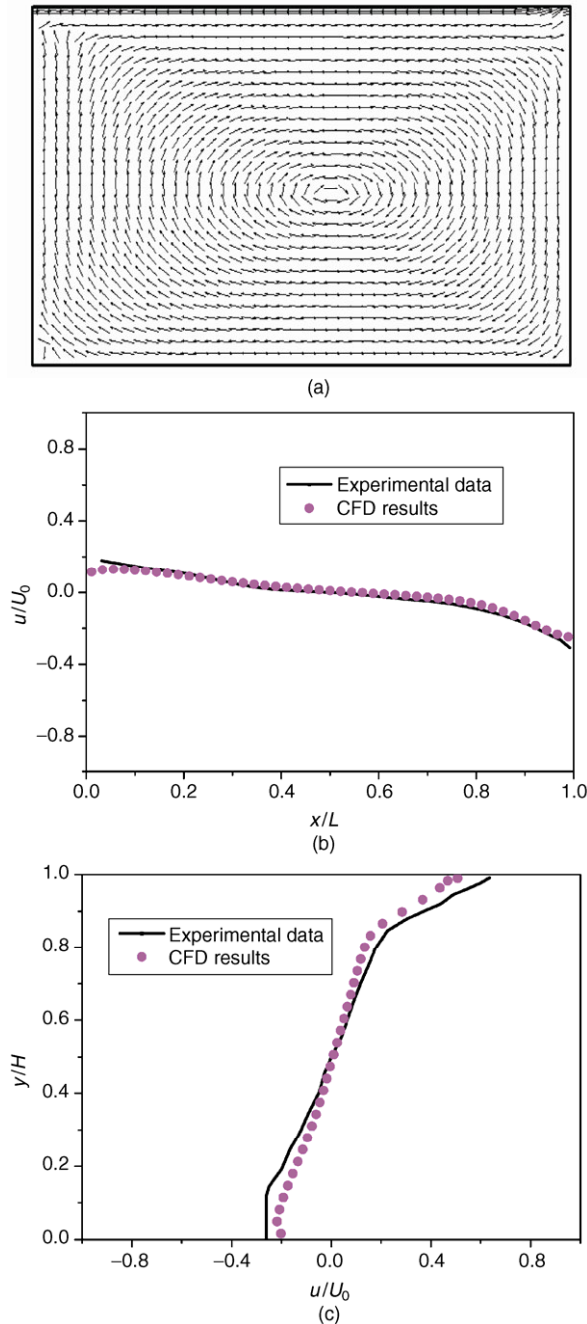 (a)
0.8
0.4
0.0
−0.4
−0.8
u/U₀
Experimental data
CFD results
0.0 0.2 0.4 0.6 0.8 1.0
x/L
(b)
1.0
0.8
0.6
0.4
0.2
0.0
y/H
Experimental data
CFD results
−0.8 −0.4 0.0 0.4 0.8
u/U₀
(c)